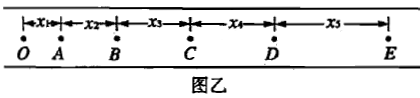 x₁ x₂ x₃ x₄ x₅
O A B C D E
图乙